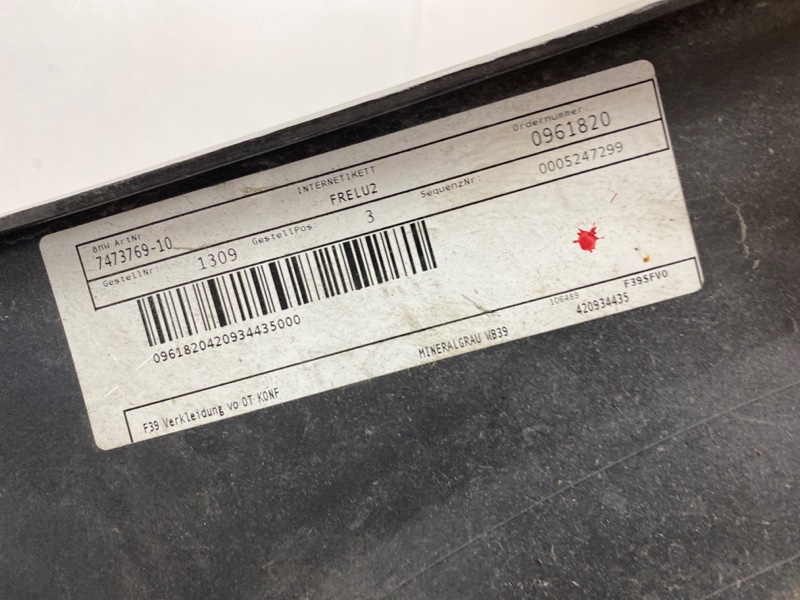 INTERNETIKETT
Ordernummer:
BMW ArtNr.
7473769-10
FRELU2
0961820
GestellNr:
1309
GestellPos
3
SequenzNr:
0005247299
0961820420934435000
F39 Verkleidung vo OT KONF
MINERALGRAU WB39
106489
420934435
F39SFV0